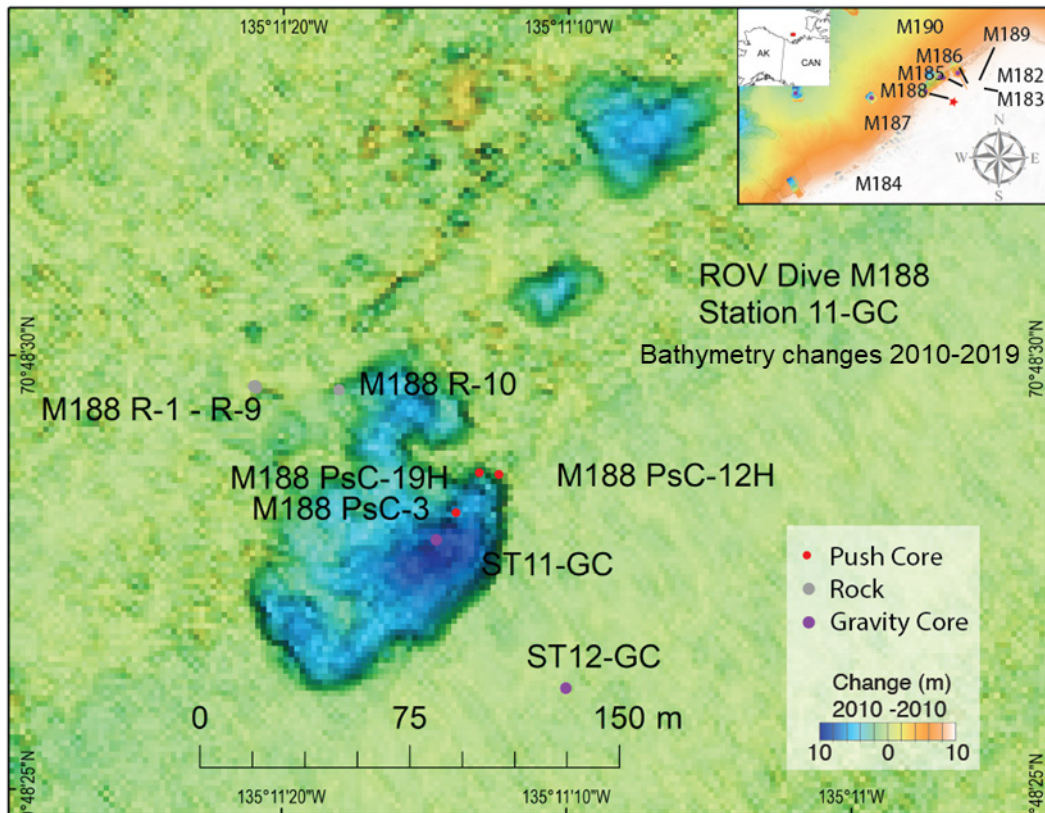 135°11'20"W
135°11'10"W
M190
M189
M186
M185
M182
M188
M183
M187
M184
AK
CAN
N
W
E
S
ROV Dive M188
Station 11-GC
Bathymetry changes 2010-2019
70°48'30"N
70°48'30"N
M188 R-10
M188 R-1 - R-9
M188 PsC-19H
M188 PsC-12H
M188 PsC-3
ST11-GC
Push Core
Rock
Gravity Core
ST12-GC
Change (m)
2010 -2010
10 0 10
0 75 150 m
70°48'25"N
70°48'25"N
135°11'20"W
135°11'10"W
135°11'W